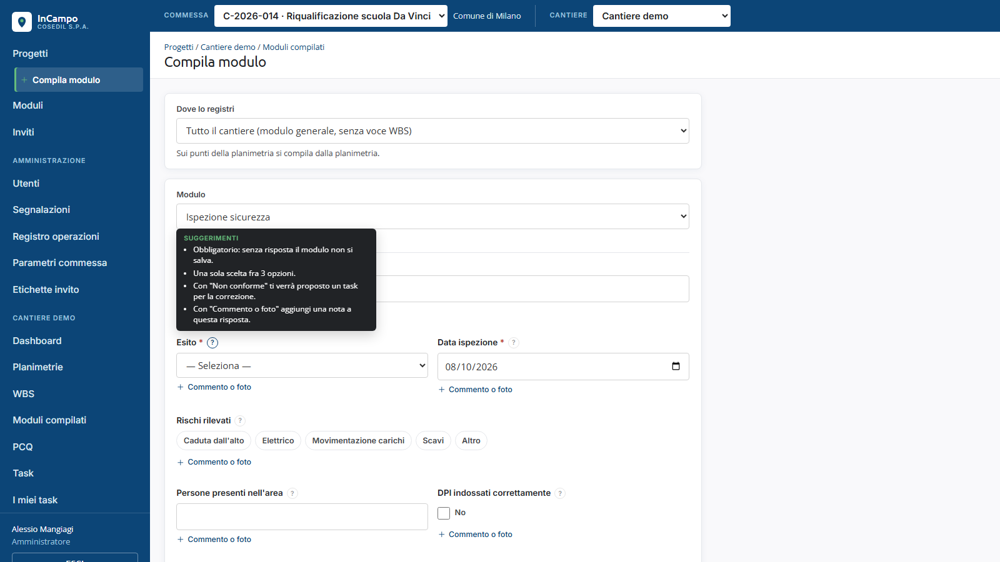 InCampo
COSEDIL S.P.A.
COMMESSA
C-2026-014 · Riqualificazione scuola Da Vinci
Comune di Milano
CANTIERE
Cantiere demo
Progetti
+ Compila modulo
Moduli
Inviti
AMMINISTRAZIONE
Utenti
Segnalazioni
Registro operazioni
Parametri commessa
Etichette invito
CANTIERE DEMO
Dashboard
Planimetrie
WBS
Moduli compilati
PCQ
Task
I miei task
Alessio Mangiagi
Amministratore
Progetti / Cantiere demo / Moduli compilati
Compila modulo
Dove lo registri
Tutto il cantiere (modulo generale, senza voce WBS)
Sui punti della planimetria si compila dalla planimetria.
Modulo
Ispezione sicurezza
SUGGERIMENTI
• Obbligatorio: senza risposta il modulo non si
salva.
• Una sola scelta fra 3 opzioni.
• Con "Non conforme" ti verrà proposto un task
per la correzione.
• Con "Commento o foto" aggiungi una nota a
questa risposta.
Esito * ?
— Seleziona —
+ Commento o foto
Data ispezione * ?
08/10/2026
+ Commento o foto
Rischi rilevati ?
Caduta dall'alto
Elettrico
Movimentazione carichi
Scavi
Altro
+ Commento o foto
Persone presenti nell'area ?
+ Commento o foto
DPI indossati correttamente ?
No
+ Commento o foto